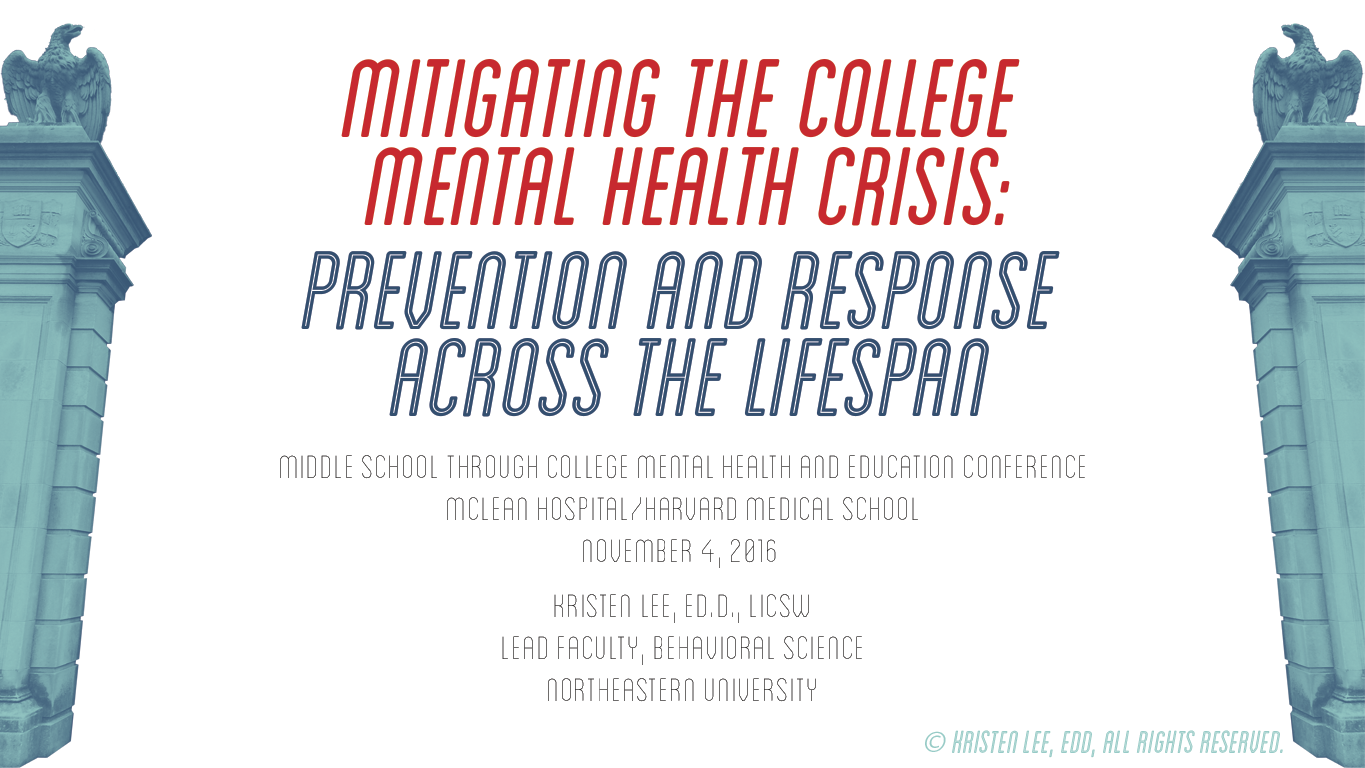 MITIGATING THE COLLEGE
MENTAL HEALTH CRISIS:
PREVENTION AND RESPONSE
ACROSS THE LIFESPAN
MIDDLE SCHOOL THROUGH COLLEGE MENTAL HEALTH AND EDUCATION CONFERENCE
MCLEAN HOSPITAL/HARVARD MEDICAL SCHOOL
NOVEMBER 4, 2016
KRISTEN LEE, ED.D., LICSW
LEAD FACULTY, BEHAVIORAL SCIENCE
NORTHEASTERN UNIVERSITY
© KRISTEN LEE, EDD, ALL RIGHTS RESERVED.